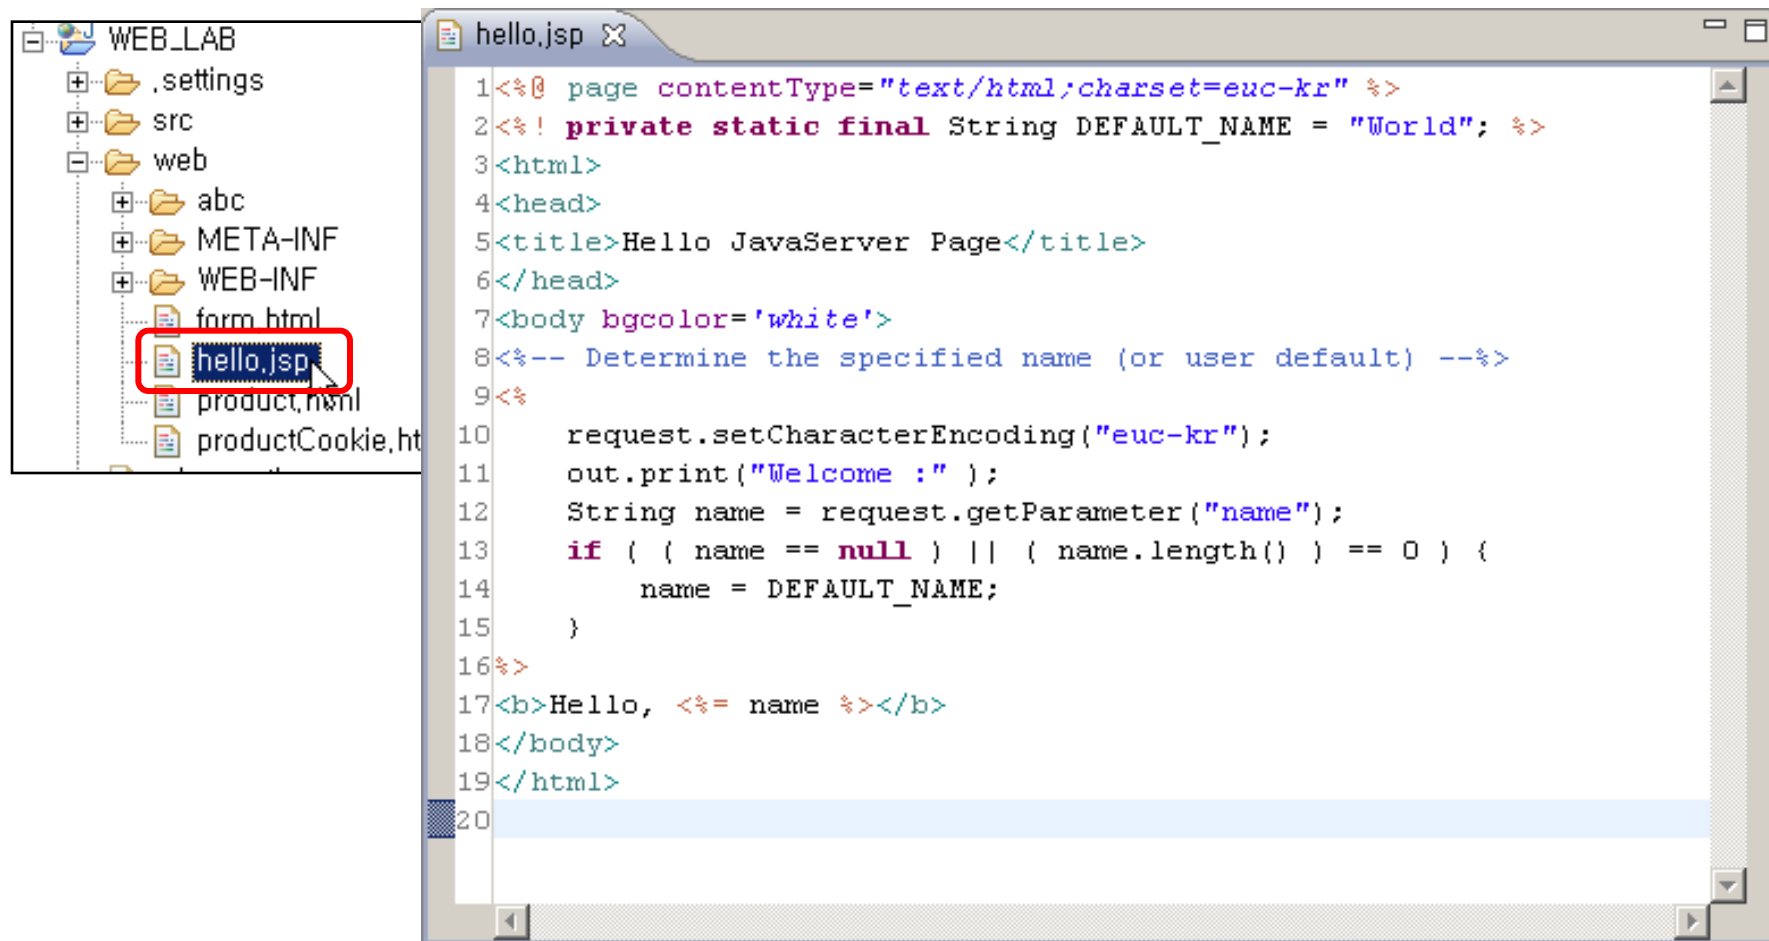 WEB_LAB
.settings
src
web
abc
META-INF
WEB-INF
form.html
hello.jsp
product.html
productCookie.ht
hello.jsp
1<%@ page contentType="text/html;charset=euc-kr" %>
2<%! private static final String DEFAULT_NAME = "World"; %>
3<html>
4<head>
5<title>Hello JavaServer Page</title>
6</head>
7<body bgcolor='white'>
8<%-- Determine the specified name (or user default) --%>
9<%
10    request.setCharacterEncoding("euc-kr");
11    out.print("Welcome :" );
12    String name = request.getParameter("name");
13    if ( ( name == null ) || ( name.length() ) == 0 ) {
14        name = DEFAULT_NAME;
15    }
16%>
17<b>Hello, <%= name %></b>
18</body>
19</html>
20